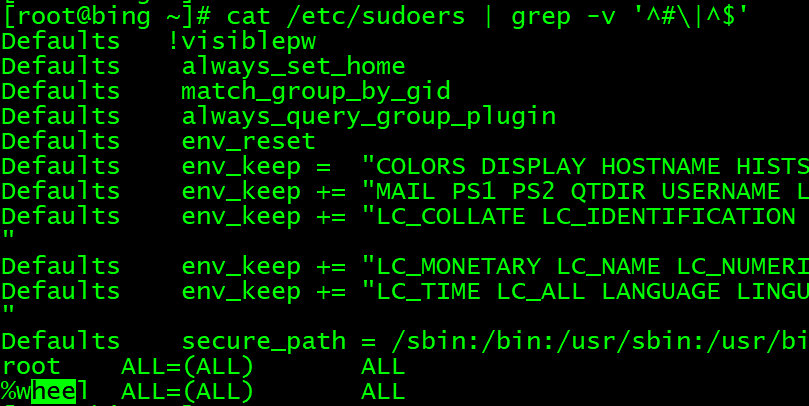 [root@bing ~]# cat /etc/sudoers | grep -v '^#\|^$'
Defaults   !visiblepw
Defaults    always_set_home
Defaults    match_group_by_gid
Defaults    always_query_group_plugin
Defaults    env_reset
Defaults    env_keep =  "COLORS DISPLAY HOSTNAME HISTS
Defaults    env_keep += "MAIL PS1 PS2 QTDIR USERNAME L
Defaults    env_keep += "LC_COLLATE LC_IDENTIFICATION
"
Defaults    env_keep += "LC_MONETARY LC_NAME LC_NUMERI
Defaults    env_keep += "LC_TIME LC_ALL LANGUAGE LINGU
"
Defaults    secure_path = /sbin:/bin:/usr/sbin:/usr/bi
root    ALL=(ALL)       ALL
%wheel  ALL=(ALL)       ALL